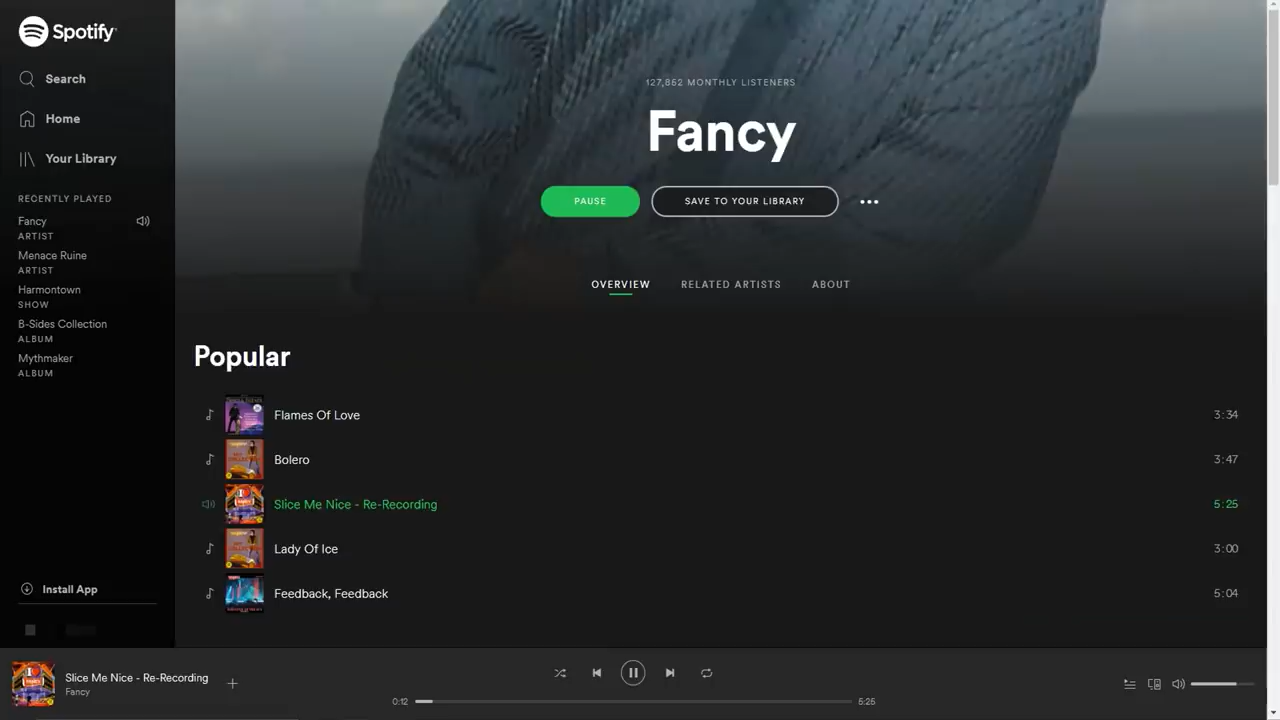 Spotify
Search
Home
Your Library
RECENTLY PLAYED
Fancy
ARTIST
Menace Ruine
ARTIST
Harmontown
SHOW
B-Sides Collection
ALBUM
Mythmaker
ALBUM
Install App
127,862 MONTHLY LISTENERS
Fancy
PAUSE
SAVE TO YOUR LIBRARY
OVERVIEW
RELATED ARTISTS
ABOUT
Popular
Flames Of Love
3:34
Bolero
3:47
Slice Me Nice - Re-Recording
5:25
Lady Of Ice
3:00
Feedback, Feedback
5:04
Slice Me Nice - Re-Recording
Fancy
0:12
5:25